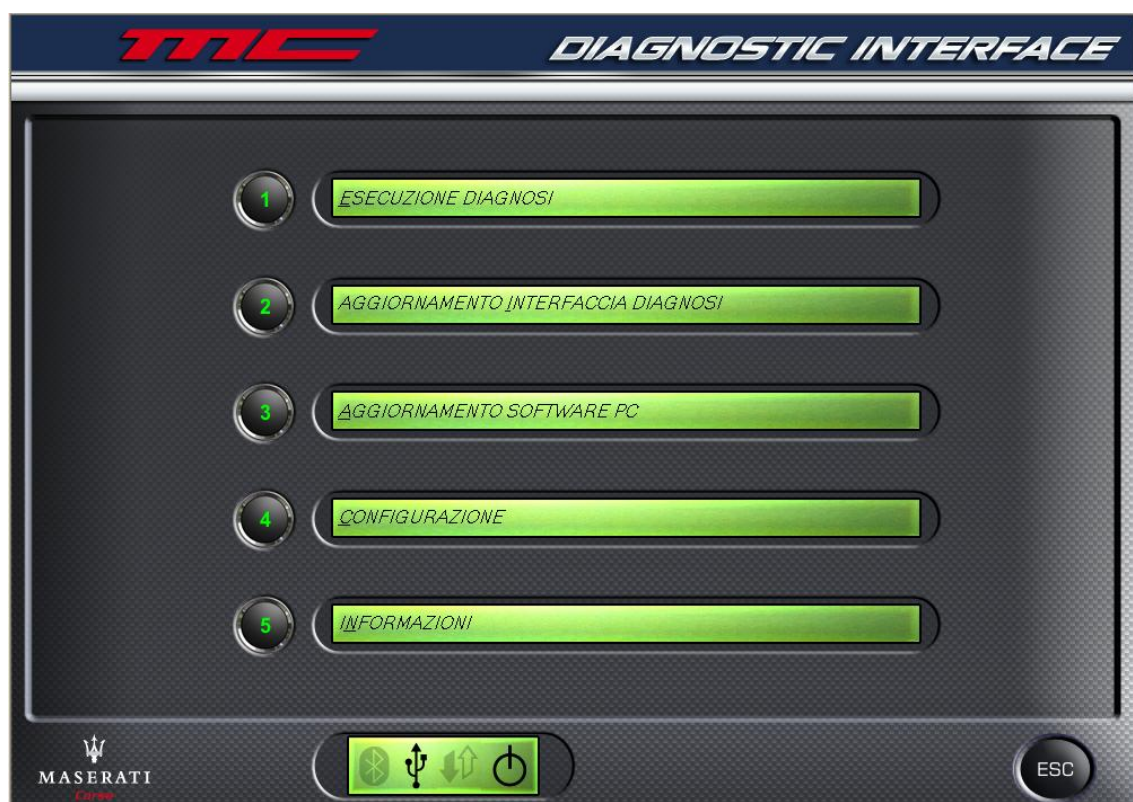 MC DIAGNOSTIC INTERFACE
1 ESECUZIONE DIAGNOSI
2 AGGIORNAMENTO INTERFACCIA DIAGNOSI
3 AGGIORNAMENTO SOFTWARE PC
4 CONFIGURAZIONE
5 INFORMAZIONI
MASERATI
Corse
ESC